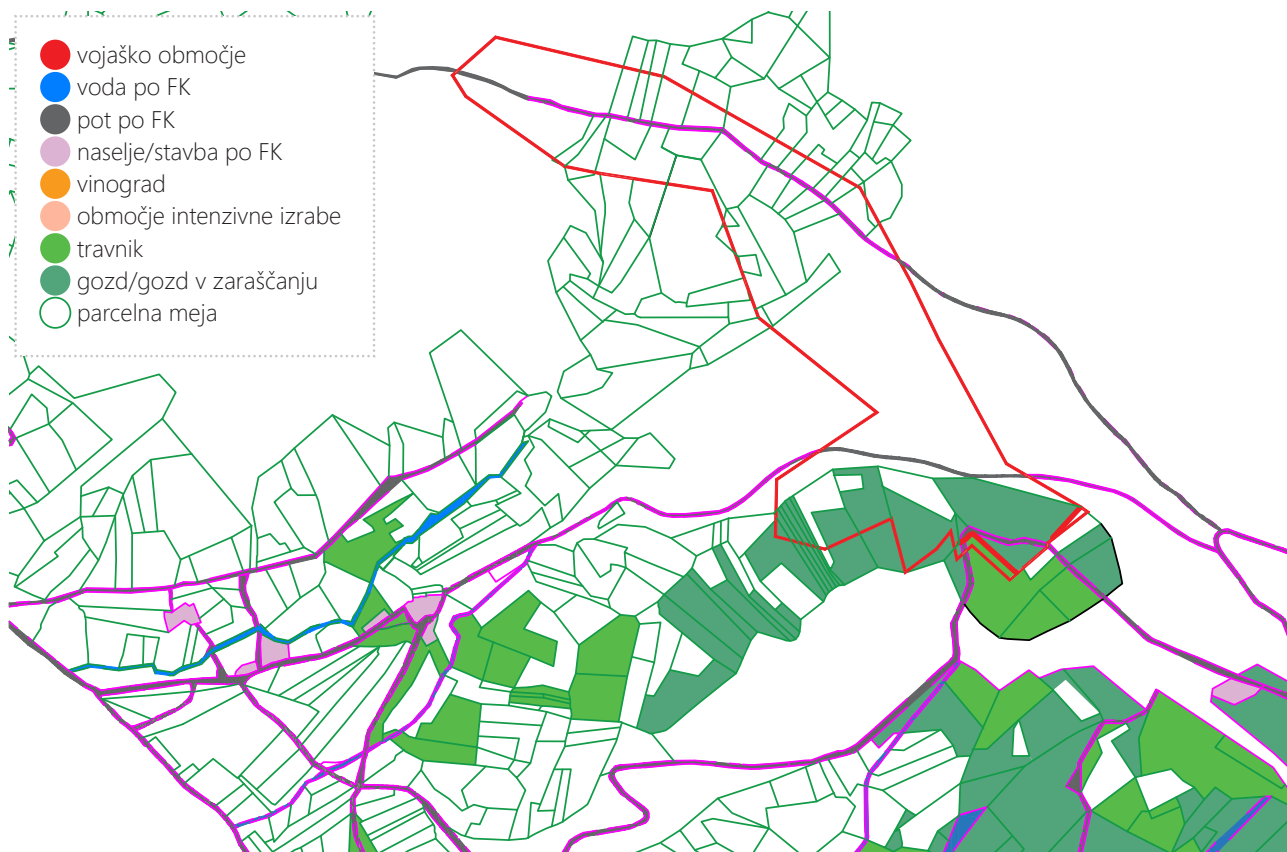 vojaško območje
voda po FK
pot po FK
naselje/stavba po FK
vinograd
območje intenzivne izrabe
travnik
gozd/gozd v zaraščanju
parcelna meja